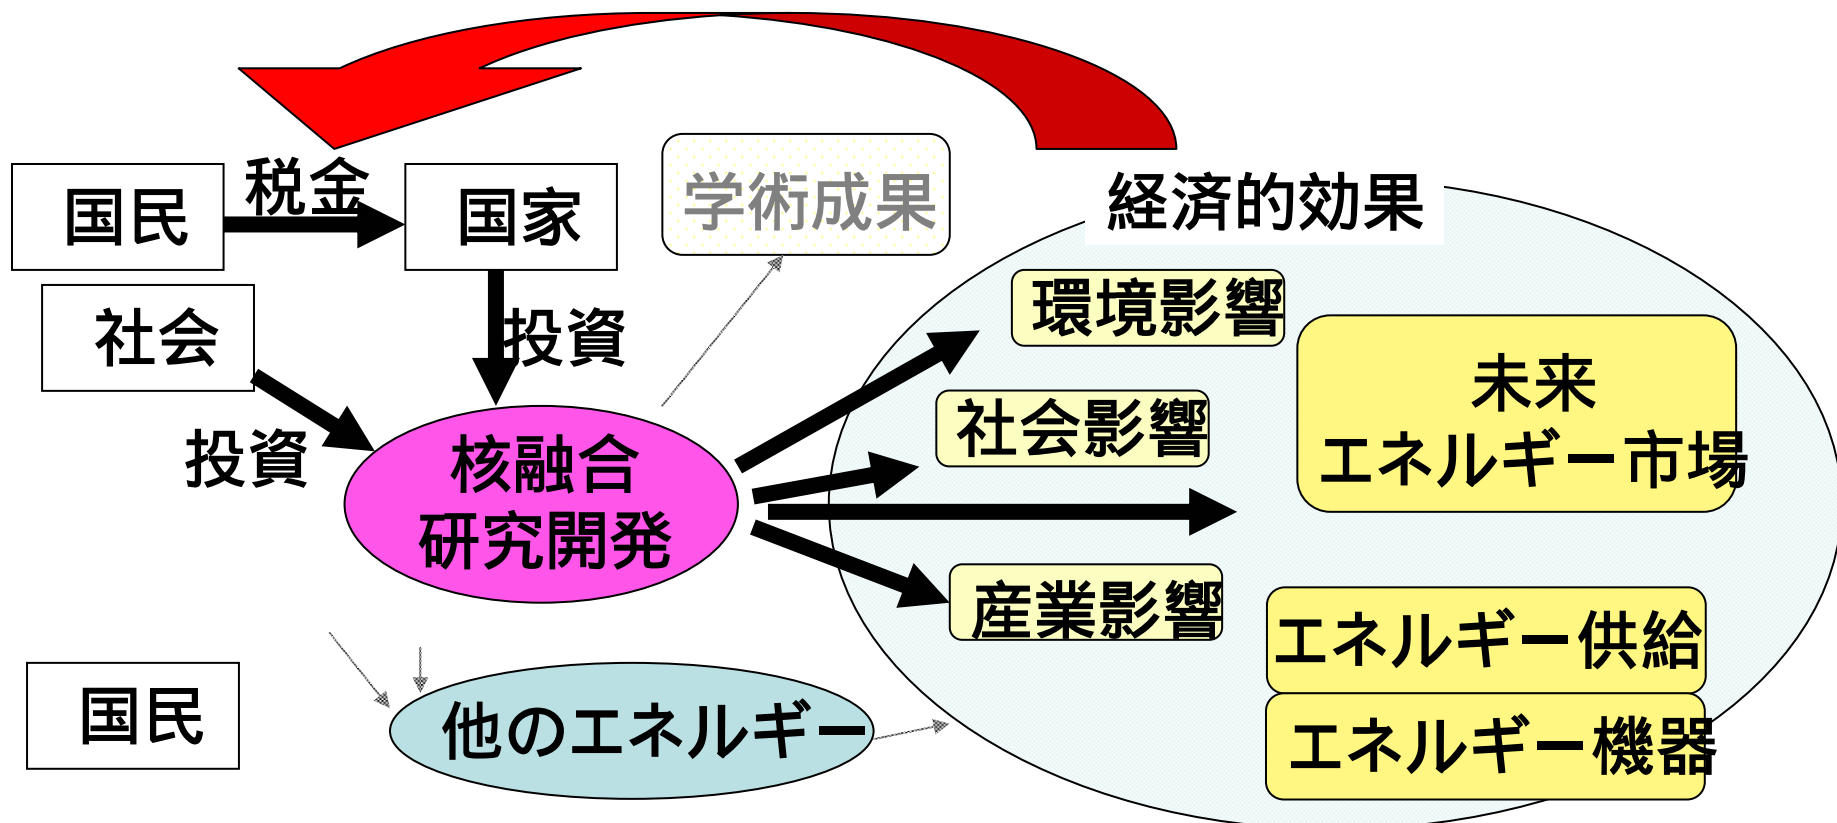 税金
国民
国家
学術成果
経済的効果
社会
投資
環境影響
投資
核融合
研究開発
社会影響
未来
エネルギー市場
産業影響
エネルギー供給
国民
他のエネルギー
エネルギー機器